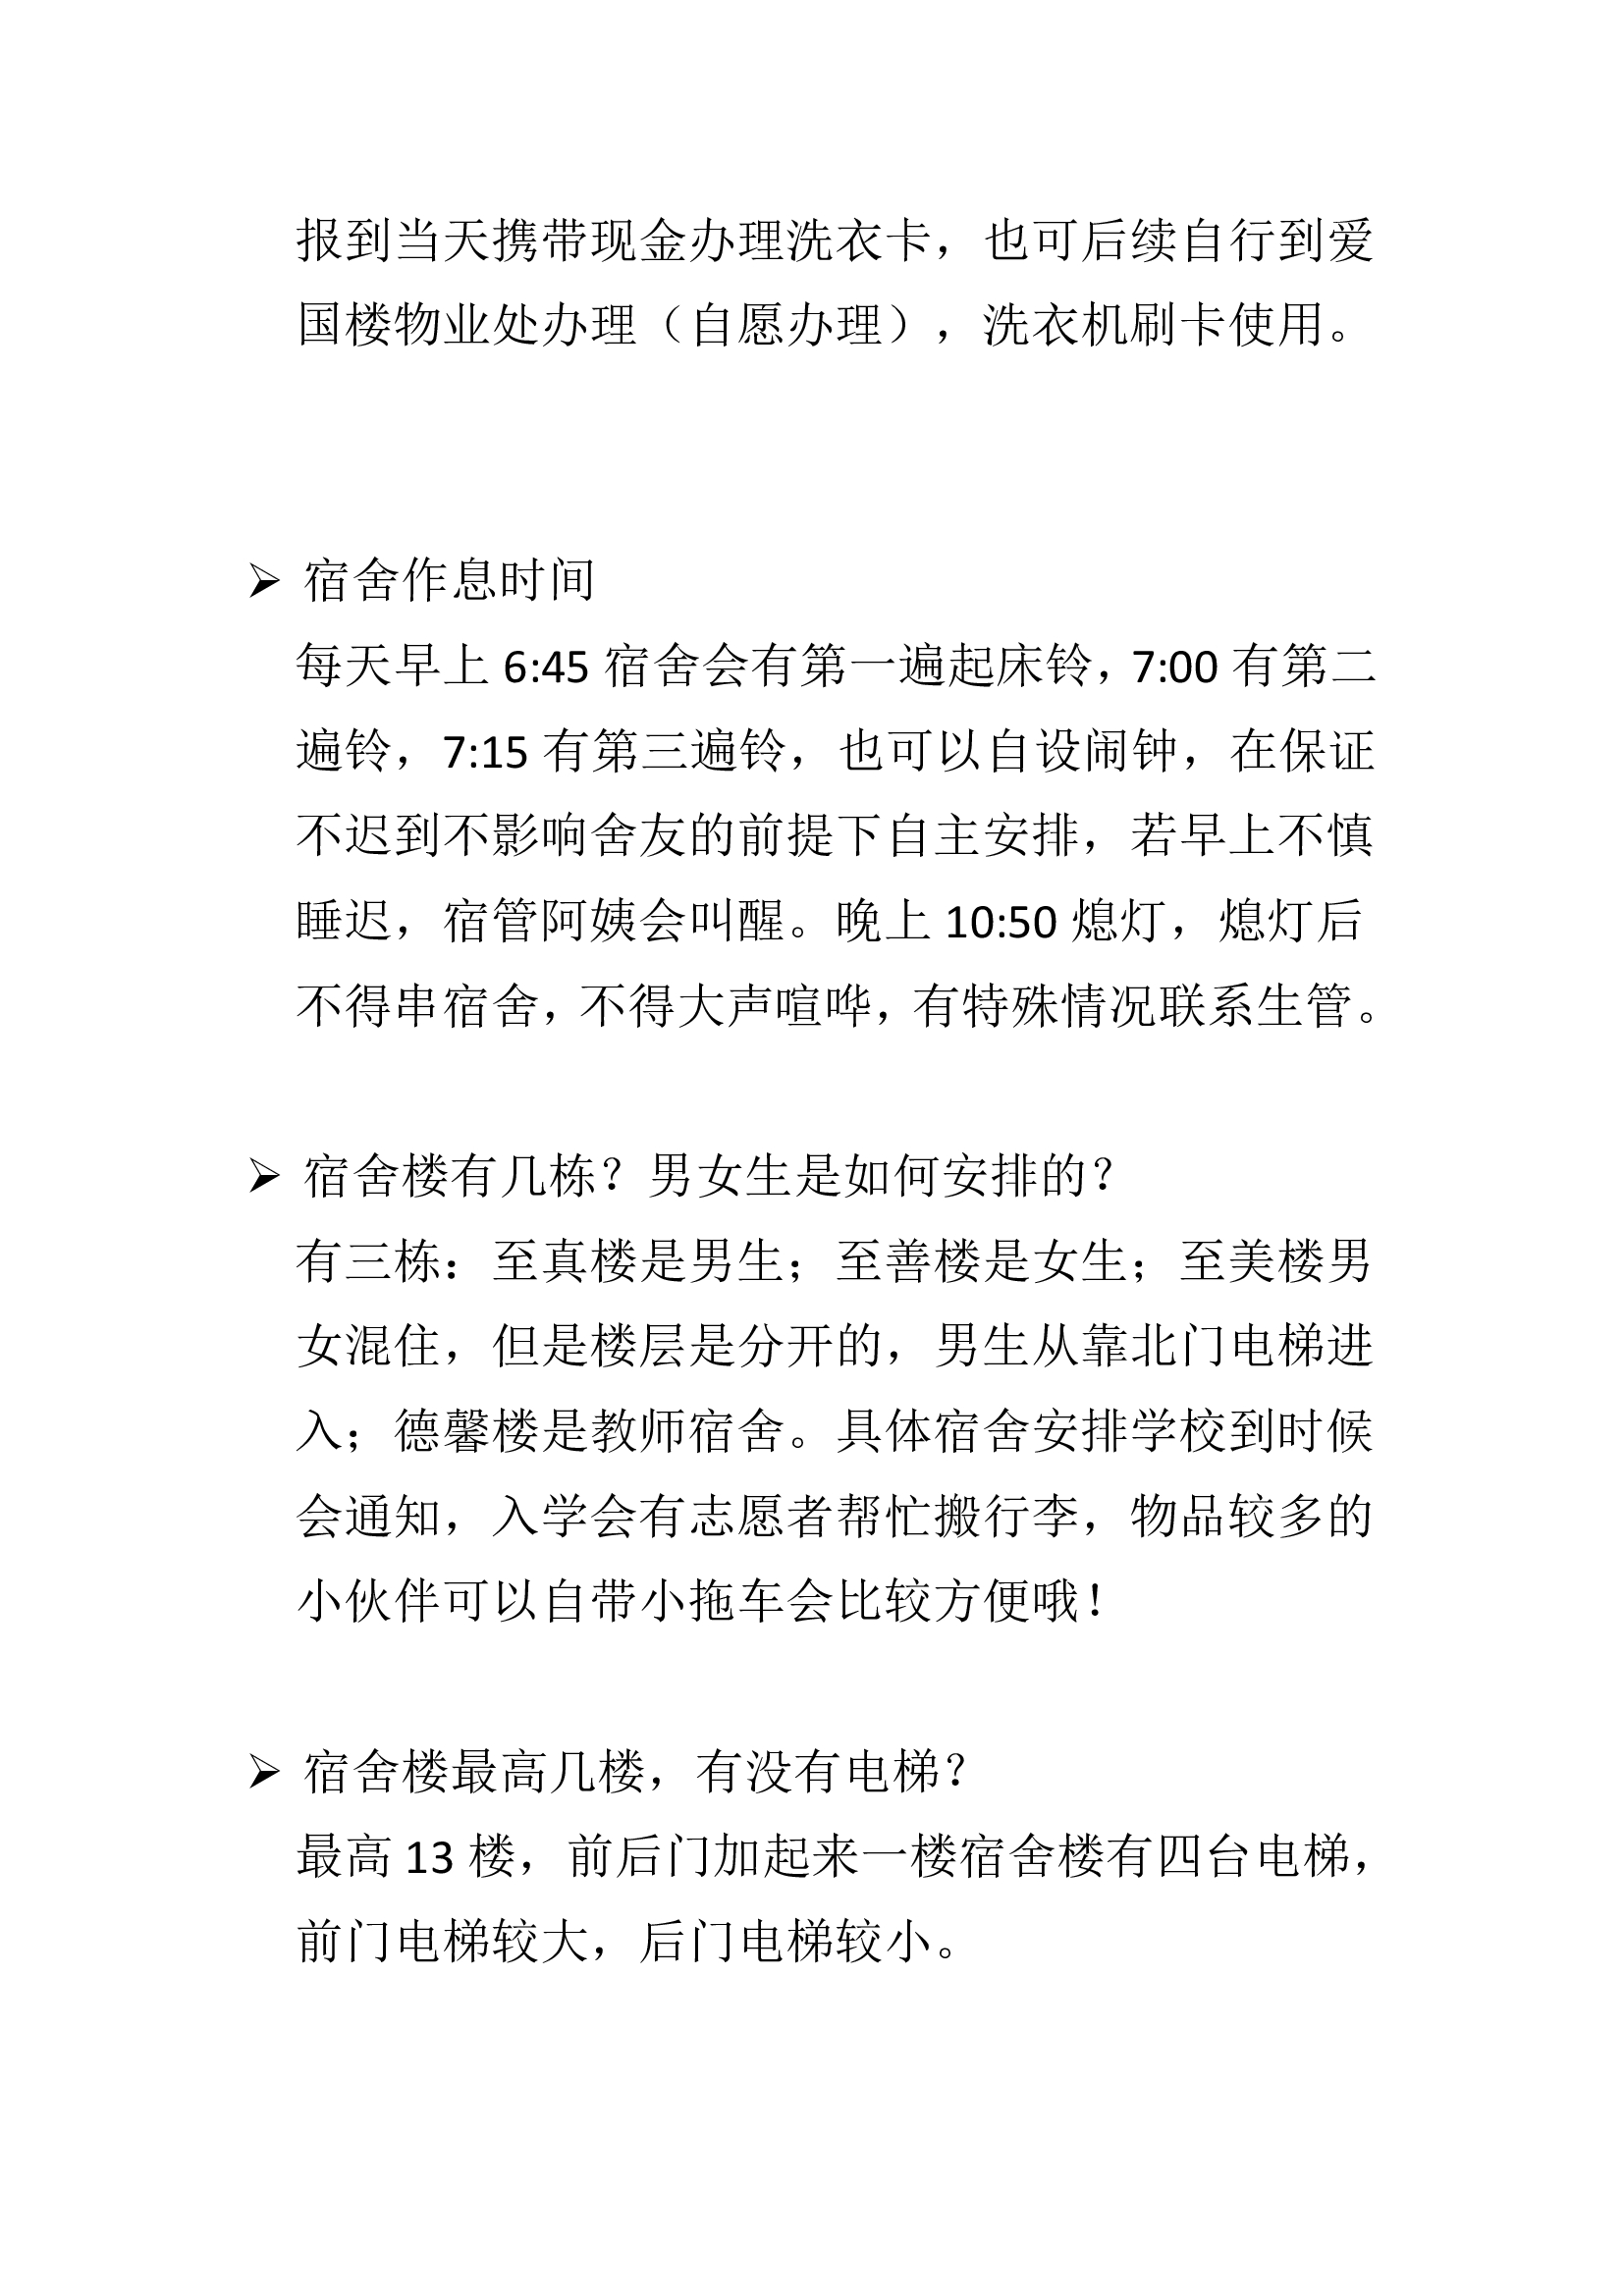 报到当天携带现金办理洗衣卡，也可后续自行到爱
国楼物业处办理（自愿办理），洗衣机刷卡使用。
➢ 宿舍作息时间
每天早上 6:45 宿舍会有第一遍起床铃，7:00 有第二
遍铃，7:15 有第三遍铃，也可以自设闹钟，在保证
不迟到不影响舍友的前提下自主安排，若早上不慎
睡迟，宿管阿姨会叫醒。晚上 10:50 熄灯，熄灯后
不得串宿舍，不得大声喧哗，有特殊情况联系生管。
➢ 宿舍楼有几栋？男女生是如何安排的？
有三栋：至真楼是男生；至善楼是女生；至美楼男
女混住，但是楼层是分开的，男生从靠北门电梯进
入；德馨楼是教师宿舍。具体宿舍安排学校到时候
会通知，入学会有志愿者帮忙搬行李，物品较多的
小伙伴可以自带小拖车会比较方便哦！
➢ 宿舍楼最高几楼，有没有电梯？
最高 13 楼，前后门加起来一楼宿舍楼有四台电梯，
前门电梯较大，后门电梯较小。